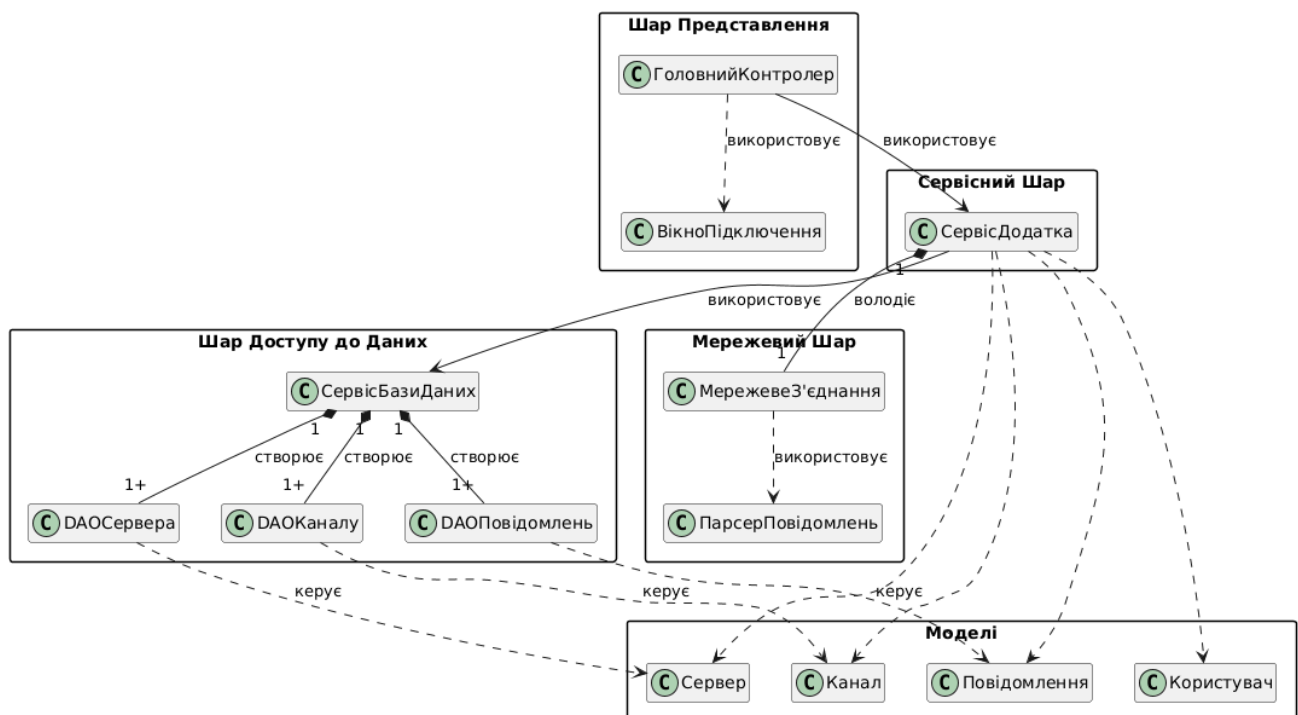 Шар Представлення
C ГоловнийКонтролер
використовує
використовує
Сервісний Шар
C ВікноПідключення
C СервісДодатка
1
використовує
володіє
Шар Доступу до Даних
Мережевий Шар
1
C СервісБазиДаних
C МережевеЗ'єднання
1
1
1
створює
створює
створює
використовує
1+
1+
1+
C DAOСервера
C DAOКаналу
C DAOПовідомлень
C ПарсерПовідомлень
керує
керує
керує
Моделі
C Сервер
C Канал
C Повідомлення
C Користувач